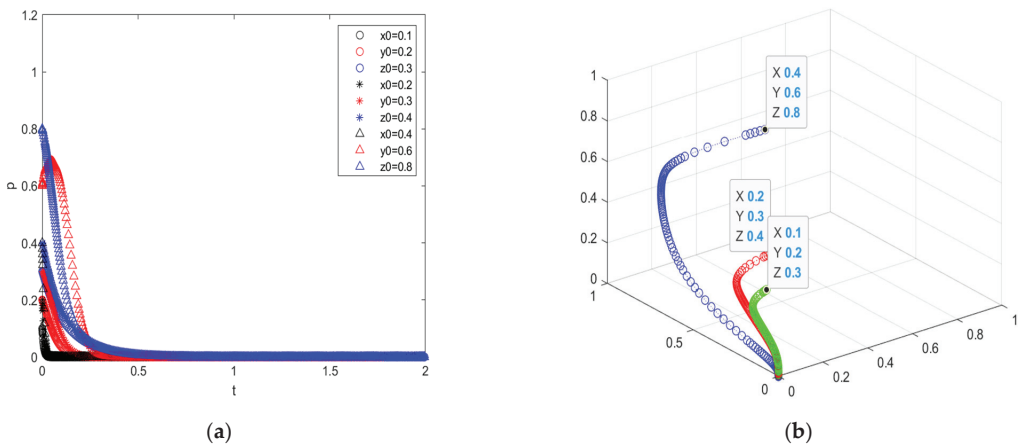 1.2
1
0.8
0.6
0.4
0.2
0
p
0
0.5
1
1.5
2
t
x0=0.1
y0=0.2
z0=0.3
x0=0.2
y0=0.3
z0=0.4
x0=0.4
y0=0.6
z0=0.8
(a)
1
0.8
0.6
0.4
0.2
0
1
0.5
0
0
0.2
0.4
0.6
0.8
1
X 0.4
Y 0.6
Z 0.8
X 0.2
Y 0.3
Z 0.4
X 0.1
Y 0.2
Z 0.3
(b)